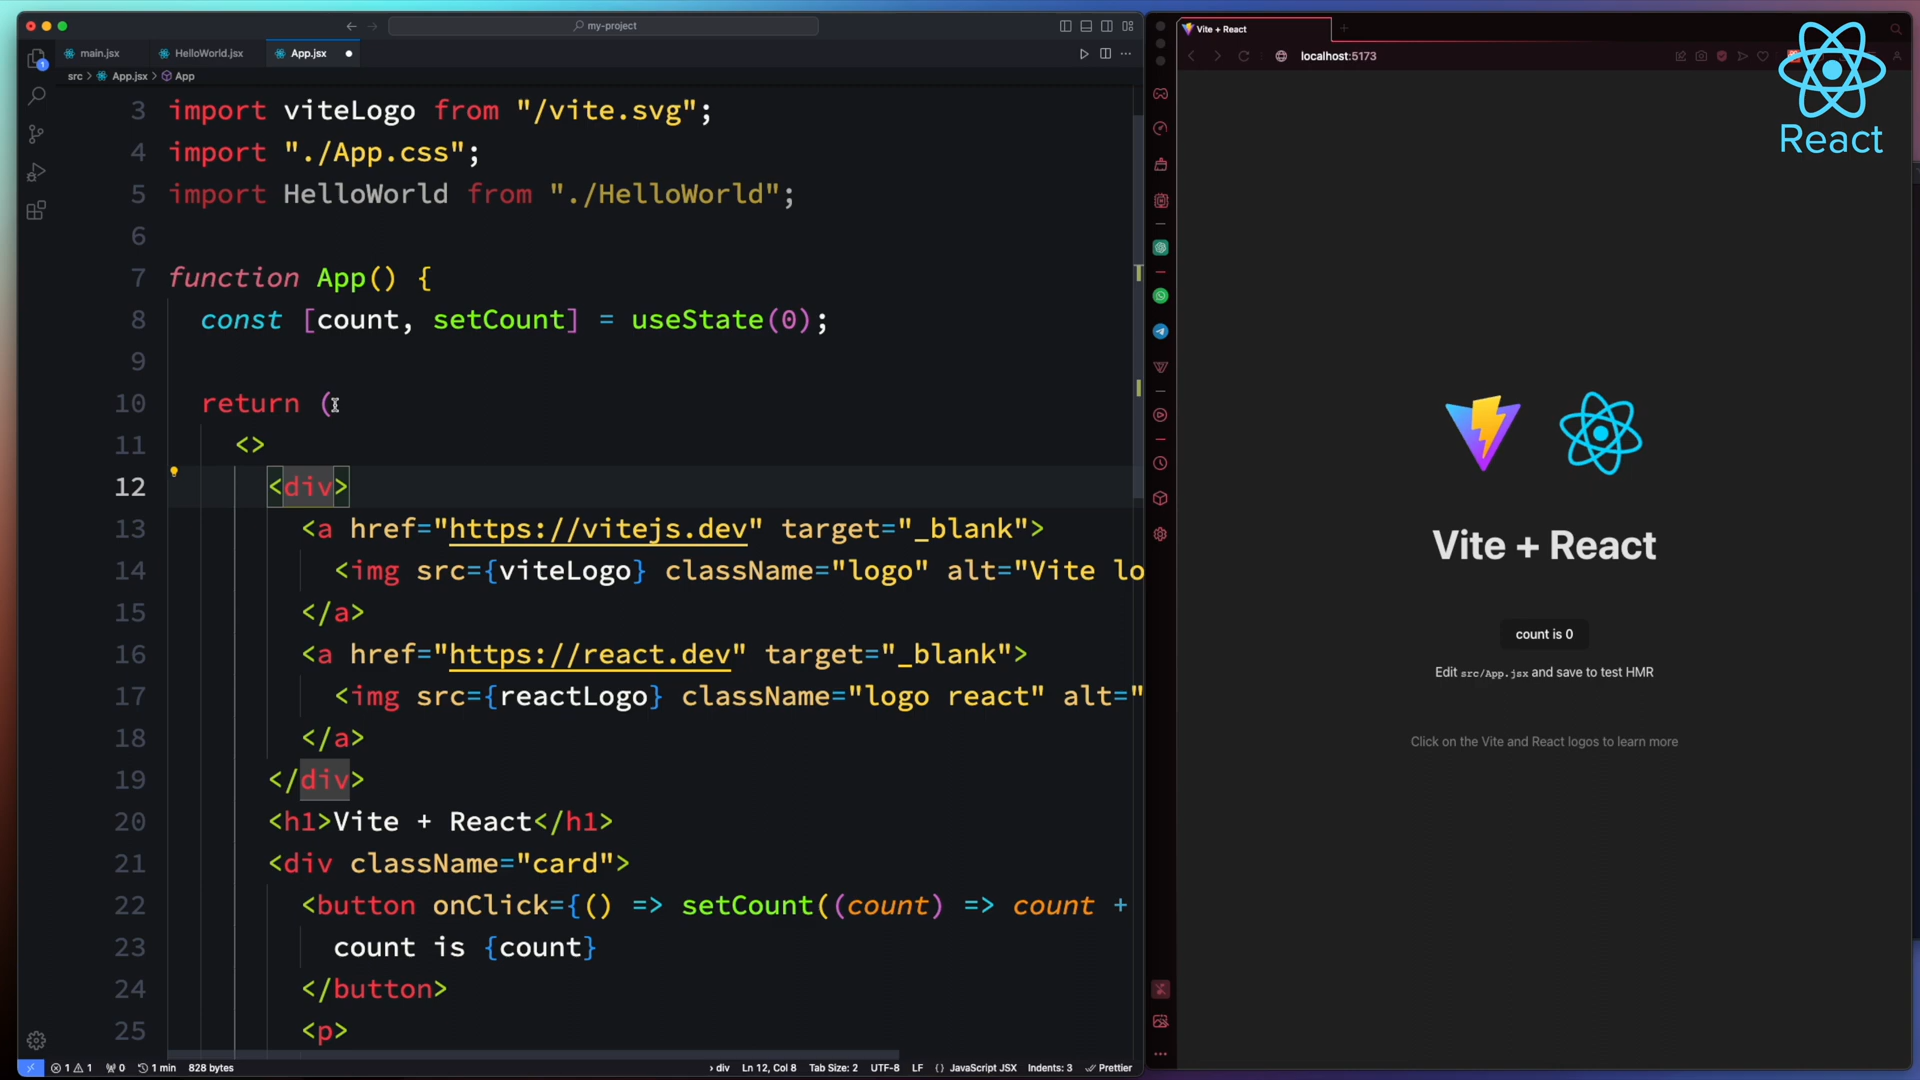 my-project
main.jsx
HelloWorld.jsx
App.jsx
src > App.jsx > App
3 import viteLogo from "/vite.svg";
4 import "./App.css";
5 import HelloWorld from "./HelloWorld";
6
7 function App() {
8 const [count, setCount] = useState(0);
9
10 return (
11 <>
12 <div>
13 <a href="https://vitejs.dev" target="_blank">
14 <img src={viteLogo} className="logo" alt="Vite lo
15 </a>
16 <a href="https://react.dev" target="_blank">
17 <img src={reactLogo} className="logo react" alt="
18 </a>
19 </div>
20 <h1>Vite + React</h1>
21 <div className="card">
22 <button onClick={() => setCount((count) => count +
23 count is {count}
24 </button>
25 <p>
1 1 0 1 min 828 bytes
› div Ln 12, Col 8 Tab Size: 2 UTF-8 LF {} JavaScript JSX Indents: 3 Prettier
1
Vite + React
localhost:5173
React
Vite + React
count is 0
Edit src/App.jsx and save to test HMR
Click on the Vite and React logos to learn more